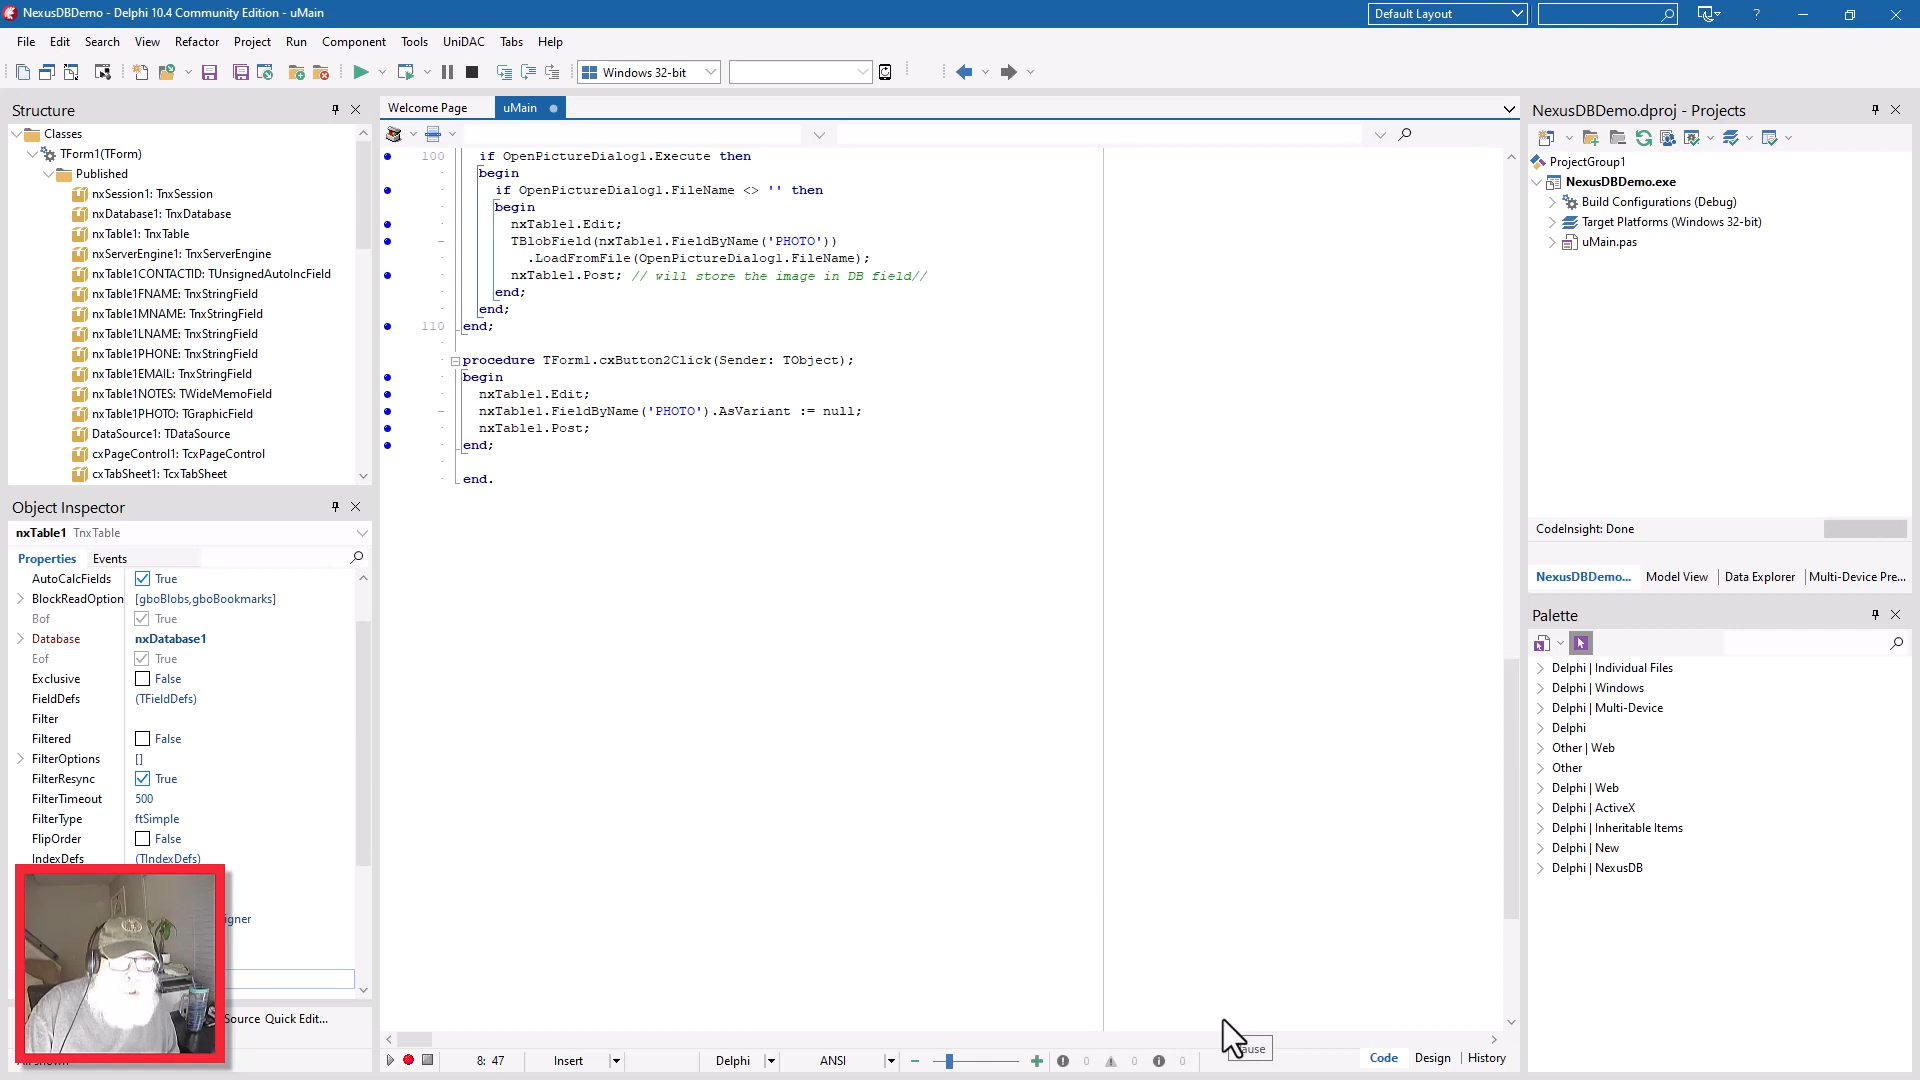 NexusDBDemo - Delphi 10.4 Community Edition - uMain
Default Layout
?
File Edit Search View Refactor Project Run Component Tools UniDAC Tabs Help
Windows 32-bit
Structure
Classes
TForm1(TForm)
Published
nxSession1: TnxSession
nxDatabase1: TnxDatabase
nxTable1: TnxTable
nxServerEngine1: TnxServerEngine
nxTable1CONTACTID: TUnsignedAutoIncField
nxTable1FNAME: TnxStringField
nxTable1MNAME: TnxStringField
nxTable1LNAME: TnxStringField
nxTable1PHONE: TnxStringField
nxTable1EMAIL: TnxStringField
nxTable1NOTES: TWideMemoField
nxTable1PHOTO: TGraphicField
DataSource1: TDataSource
cxPageControl1: TcxPageControl
cxTabSheet1: TcxTabSheet
Object Inspector
nxTable1 TnxTable
Properties Events
AutoCalcFields True
BlockReadOption [gboBlobs,gboBookmarks]
Bof True
Database nxDatabase1
Eof True
Exclusive False
FieldDefs (TFieldDefs)
Filter
Filtered False
FilterOptions []
FilterResync True
FilterTimeout 500
FilterType ftSimple
FlipOrder False
IndexDefs (TIndexDefs)
igner
Source Quick Edit...
Welcome Page uMain
100 if OpenPictureDialog1.Execute then
begin
if OpenPictureDialog1.FileName <> '' then
begin
nxTable1.Edit;
TBlobField(nxTable1.FieldByName('PHOTO'))
.LoadFromFile(OpenPictureDialog1.FileName);
nxTable1.Post; // will store the image in DB field//
end;
end;
110 end;
procedure TForm1.cxButton2Click(Sender: TObject);
begin
nxTable1.Edit;
nxTable1.FieldByName('PHOTO').AsVariant := null;
nxTable1.Post;
end;
end.
ause
8: 47 Insert Delphi ANSI 0 0 0 Code Design History
NexusDBDemo.dproj - Projects
ProjectGroup1
NexusDBDemo.exe
Build Configurations (Debug)
Target Platforms (Windows 32-bit)
uMain.pas
CodeInsight: Done
NexusDBDemo... Model View Data Explorer Multi-Device Pre...
Palette
Delphi | Individual Files
Delphi | Windows
Delphi | Multi-Device
Delphi
Other | Web
Other
Delphi | Web
Delphi | ActiveX
Delphi | Inheritable Items
Delphi | New
Delphi | NexusDB